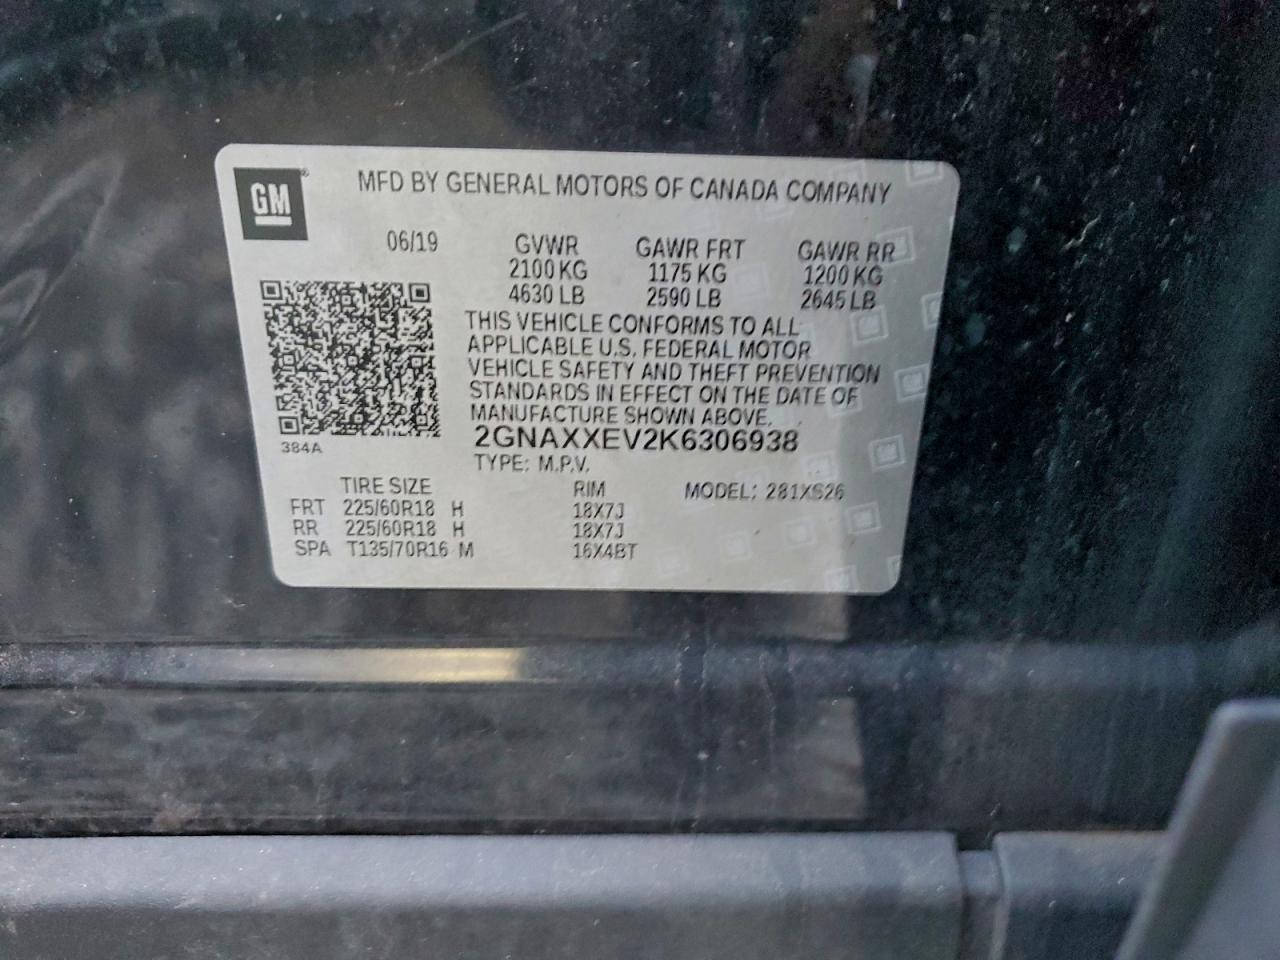 GM®
MFD BY GENERAL MOTORS OF CANADA COMPANY
06/19 GVWR GAWR FRT GAWR RR
2100 KG 1175 KG 1200 KG
4630 LB 2590 LB 2645 LB
THIS VEHICLE CONFORMS TO ALL
APPLICABLE U.S. FEDERAL MOTOR
VEHICLE SAFETY AND THEFT PREVENTION
STANDARDS IN EFFECT ON THE DATE OF
MANUFACTURE SHOWN ABOVE.
384A
2GNAXXEV2K6306938
TYPE: M.P.V.
TIRE SIZE RIM MODEL: 281XS26
FRT 225/60R18 H 18X7J
RR 225/60R18 H 18X7J
SPA T135/70R16 M 16X4BT